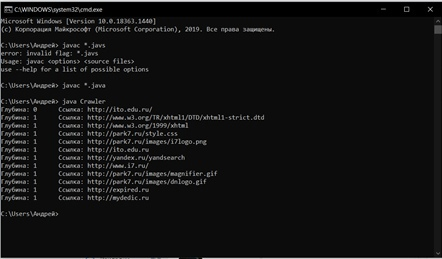 C:\Windows\system32\cmd.exe
Microsoft Windows [Version 10.0.18363.1440]
(c) Корпорация Майкрософт (Microsoft Corporation), 2019. Все права защищены.
C:\Users\Андрей> javac *.javs
error: invalid flag: *.javs
Usage: javac <options> <source files>
use --help for a list of possible options
C:\Users\Андрей> javac *.java
C:\Users\Андрей> java Crawler
Глубина: 0 Ссылка: http://ito.edu.ru/
Глубина: 1 Ссылка: http://www.w3.org/TR/xhtml1/DTD/xhtml1-strict.dtd
Глубина: 1 Ссылка: http://www.w3.org/1999/xhtml
Глубина: 1 Ссылка: http://park7.ru/style.css
Глубина: 1 Ссылка: http://park7.ru/images/i7logo.png
Глубина: 1 Ссылка: http://ito.edu.ru
Глубина: 1 Ссылка: http://yandex.ru/yandsearch
Глубина: 1 Ссылка: http://www.i7.ru/
Глубина: 1 Ссылка: http://park7.ru/images/magnifier.gif
Глубина: 1 Ссылка: http://park7.ru/images/dnlogo.gif
Глубина: 1 Ссылка: http://expired.ru
Глубина: 1 Ссылка: http://mydedic.ru
C:\Users\Андрей>